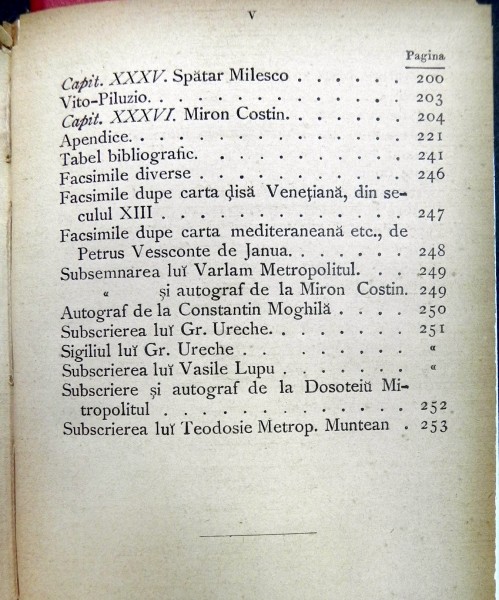 V
Pagina
Capit. XXXV. Spătar Milesco . . . . . . 200
Vito-Piluzio. . . . . . . . . . . . . 203
Capit. XXXVI. Miron Costin. . . . . . 204
Apendice. . . . . . . . . . . . . . 221
Tabel bibliografic. . . . . . . . . . . 241
Facsimile diverse . . . . . . . . . . 246
Facsimile dupe carta ḑisă Venețiană, din se-
culul XIII . . . . . . . . . . . . 247
Facsimile dupe carta mediteraneană etc., de
Petrus Vessconte de Janua. . . . . . . 248
Subsemnarea luĭ Varlam Metropolitul. . . 249
« și autograf de la Miron Costin. 249
Autograf de la Constantin Moghilă . . . . 250
Subscrierea luĭ Gr. Ureche. . . . . . . . 251
Sigiliul luĭ Gr. Ureche . . . . . . . . «
Subscrierea luĭ Vasile Lupu . . . . . . «
Subscriere și autograf de la Dosoteiŭ Mi-
tropolitul . . . . . . . . . . . . 252
Subscrierea luĭ Teodosie Metrop. Muntean . 253